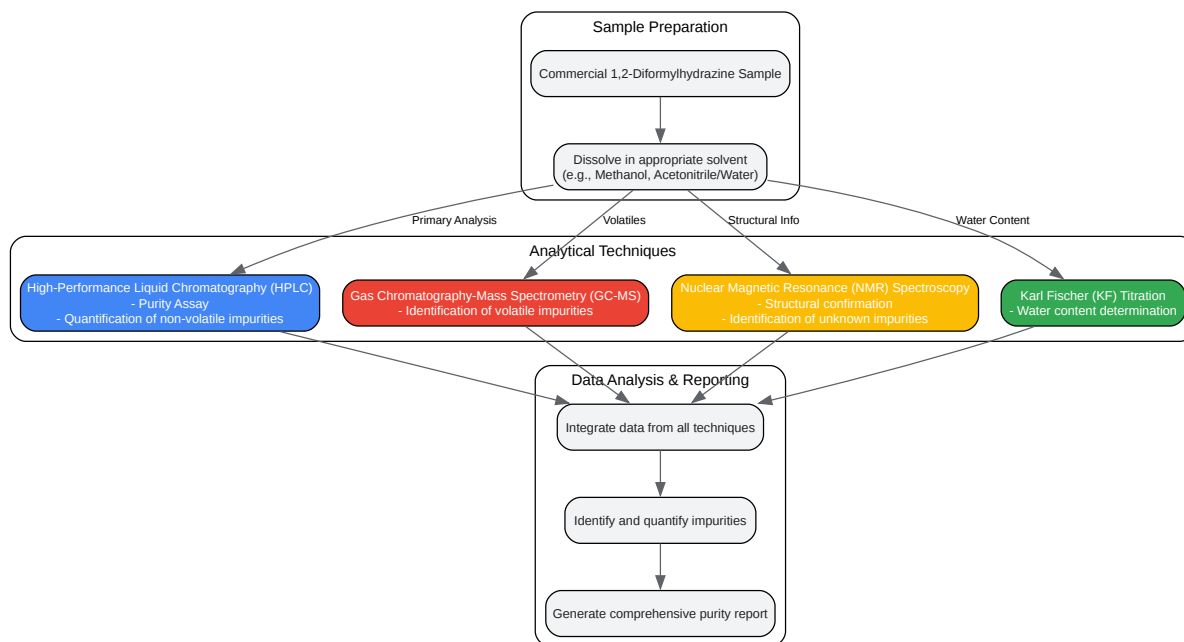 Sample Preparation
Commercial 1,2-Diformylhydrazine Sample
Dissolve in appropriate solvent
(e.g., Methanol, Acetonitrile/Water)
Primary Analysis
Volatiles
Structural Info
Water Content
Analytical Techniques
High-Performance Liquid Chromatography (HPLC)
- Purity Assay
- Quantification of non-volatile impurities
Gas Chromatography-Mass Spectrometry (GC-MS)
- Identification of volatile impurities
Nuclear Magnetic Resonance (NMR) Spectroscopy
- Structural confirmation
- Identification of unknown impurities
Karl Fischer (KF) Titration
- Water content determination
Data Analysis & Reporting
Integrate data from all techniques
Identify and quantify impurities
Generate comprehensive purity report